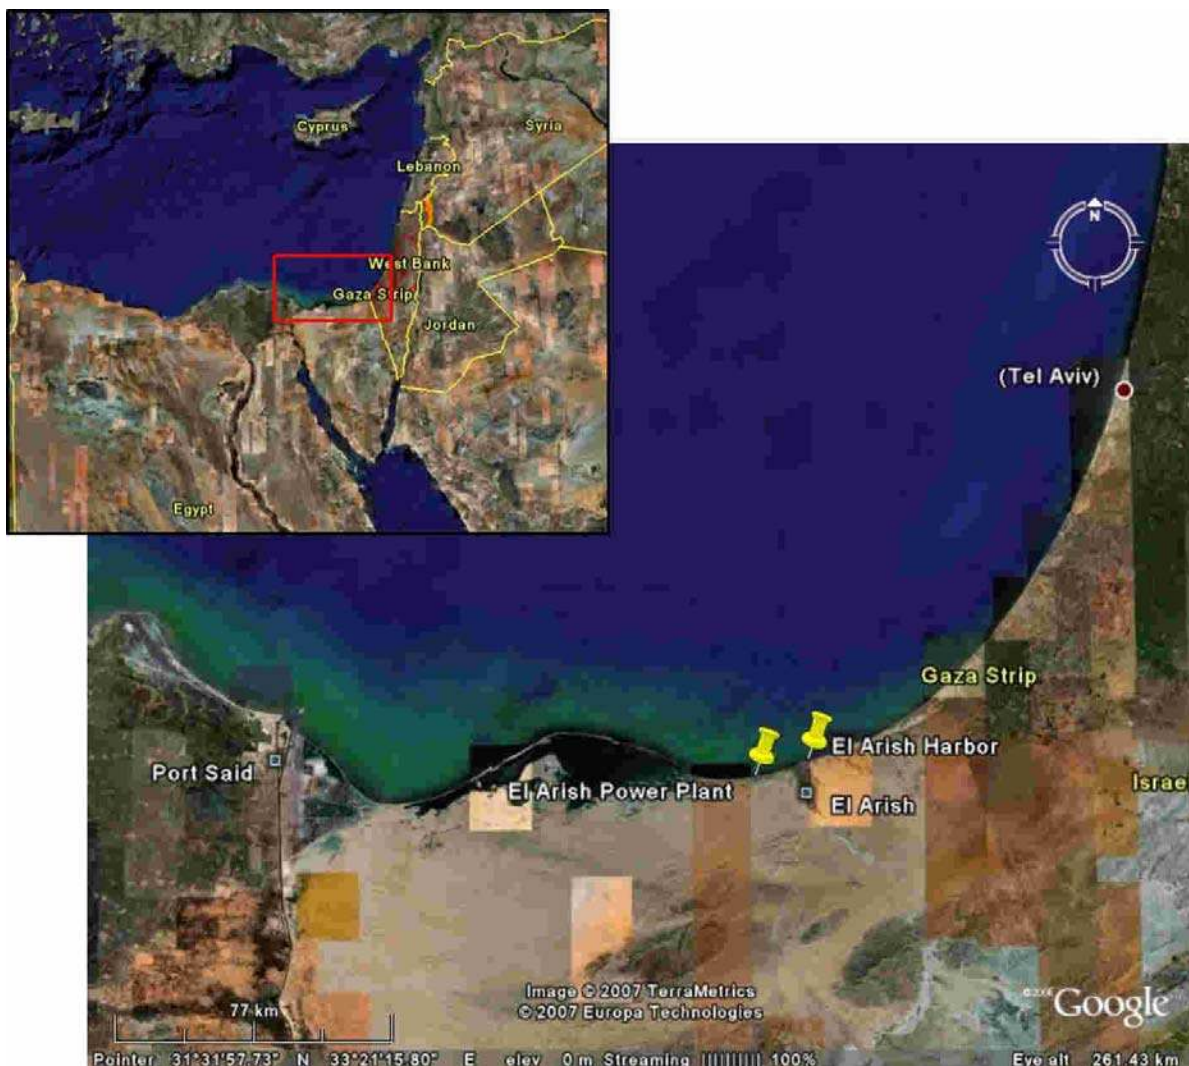 Cyprus
Syria
Lebanon
West Bank
Gaza Strip
Jordan
Egypt
N
(Tel Aviv)
Gaza Strip
El Arish Harbor
Port Said
El Arish Power Plant
El Arish
Israe
Image © 2007 TerraMetrics
© 2007 Europa Technologies
77 km
Google
Pointer 31°31'57.73" N 33°21'15.80" E elev 0 m Streaming ||||||||| 100% Eye alt 261.43 km